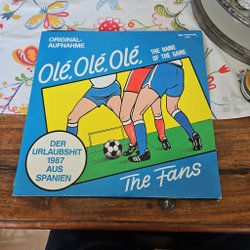 ORIGINAL-
AUFNAHME
Olé, Olé, Olé,
THE NAME
OF THE GAME
DER
URLAUBSHIT
1987
AUS
SPANIEN
The Fans